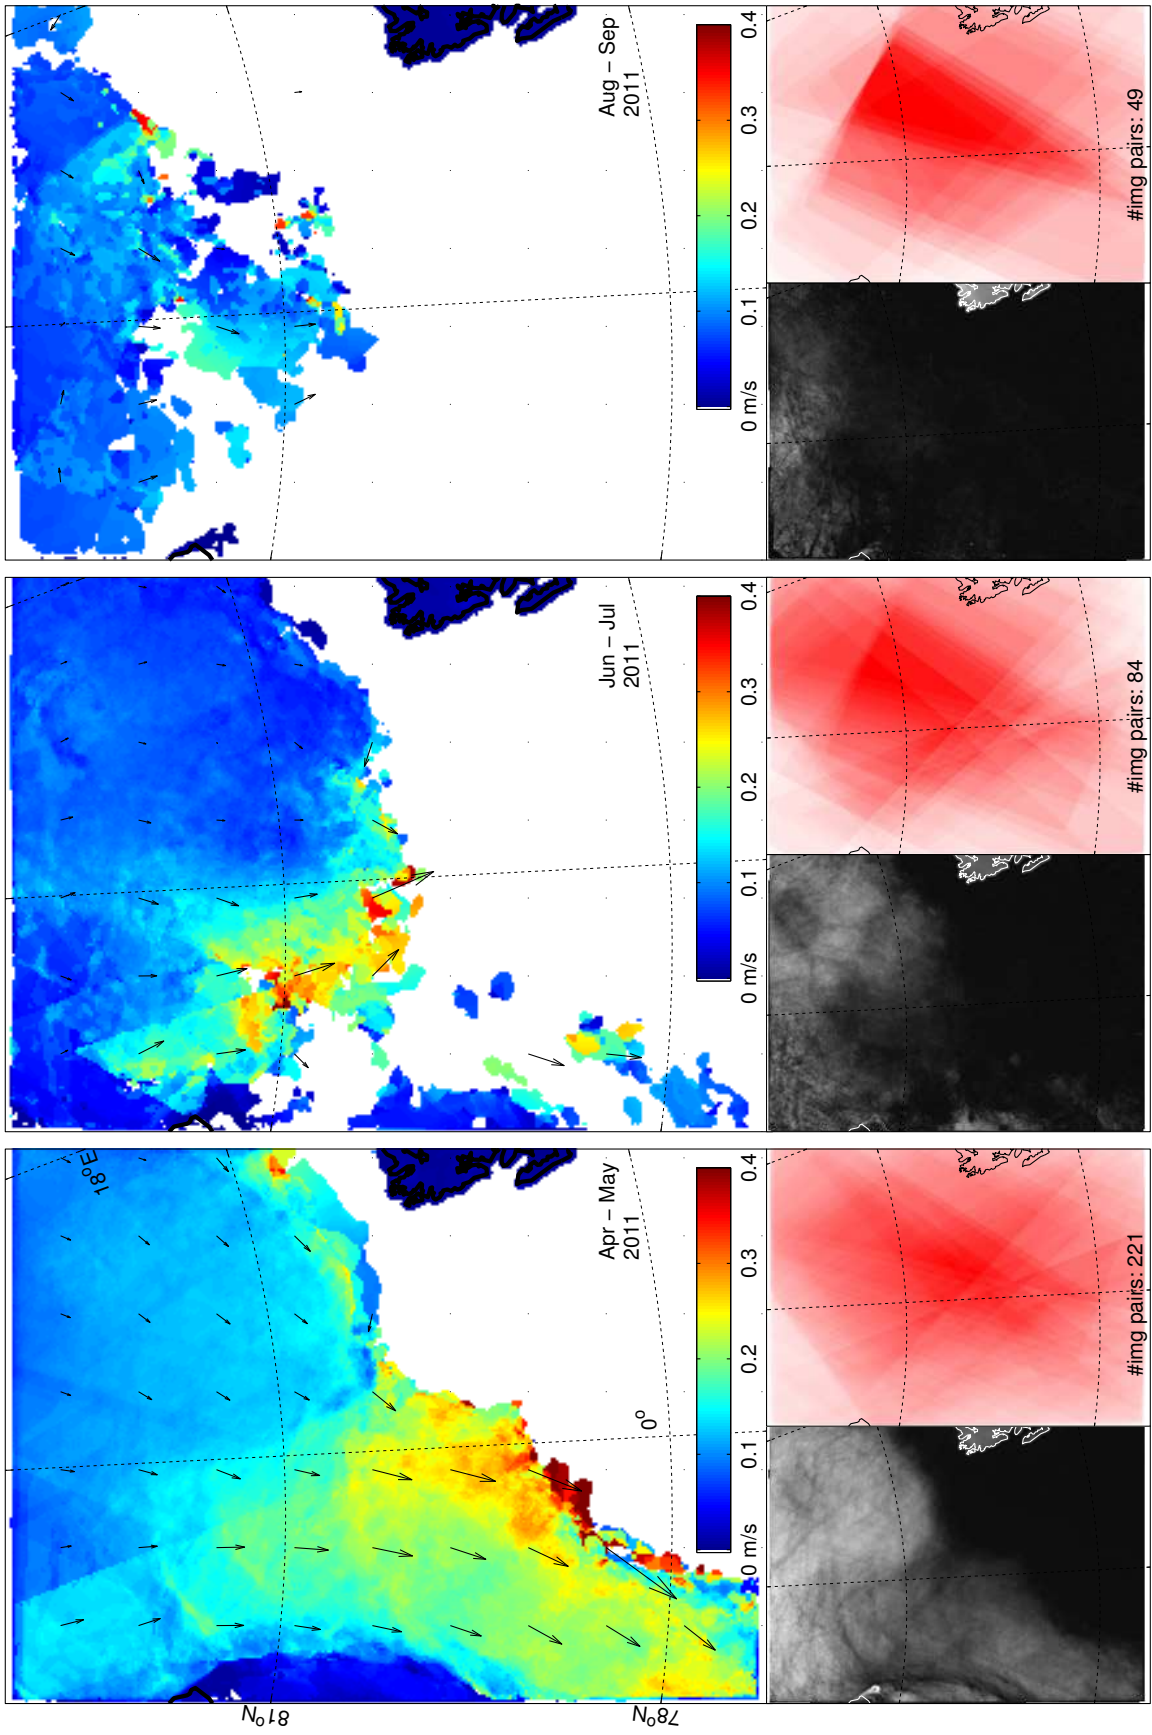 Apr – May
2011
18°E
0°
81°N
78°N
0 m/s
0.1
0.2
0.3
0.4
#img pairs: 221
Jun – Jul
2011
0 m/s
0.1
0.2
0.3
0.4
#img pairs: 84
Aug – Sep
2011
0 m/s
0.1
0.2
0.3
0.4
#img pairs: 49